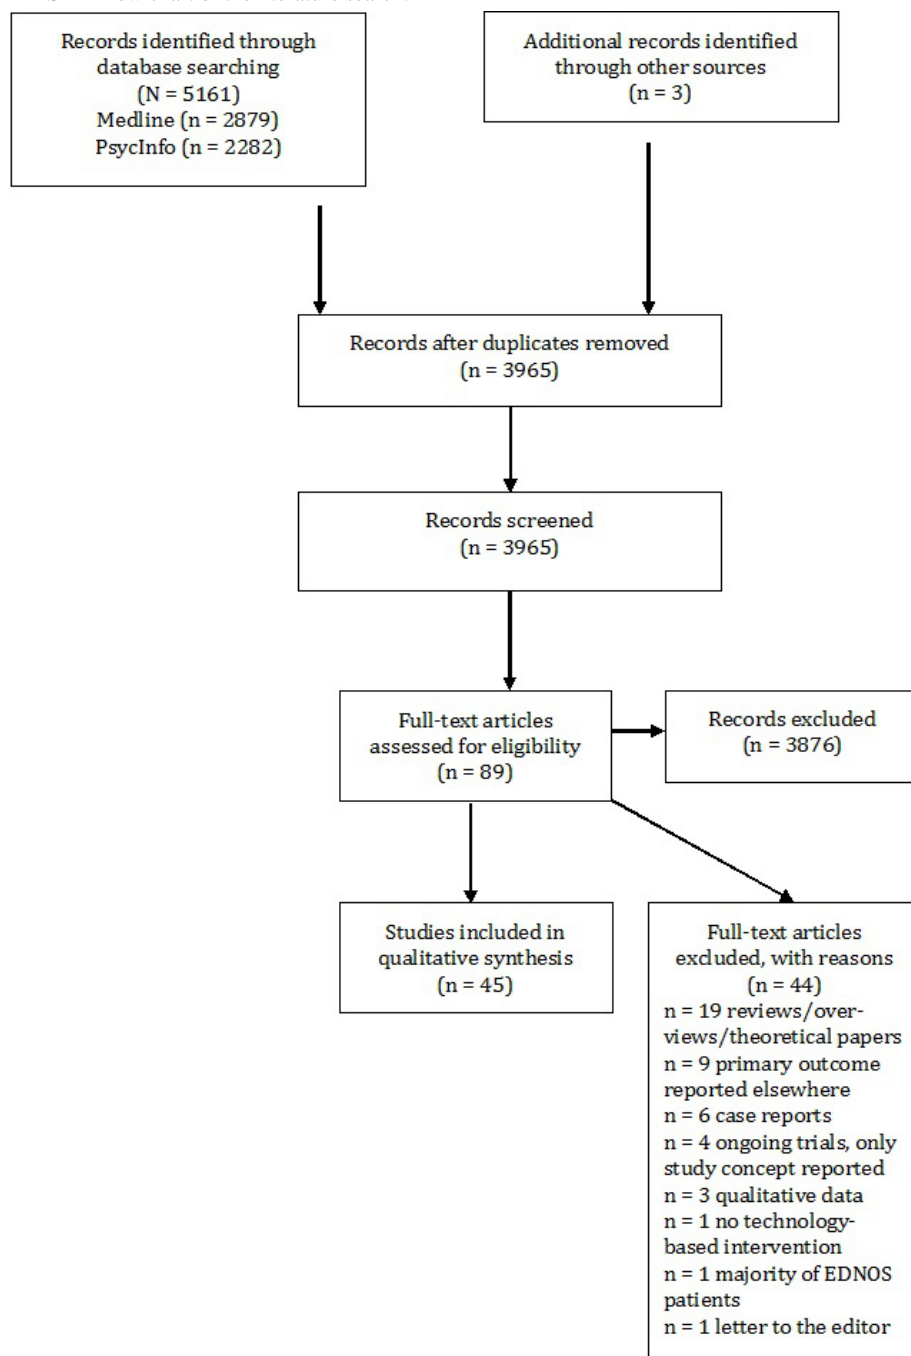 Records identified through
database searching
(N = 5161)
Medline (n = 2879)
PsycInfo (n = 2282)
Additional records identified
through other sources
(n = 3)
Records after duplicates removed
(n = 3965)
Records screened
(n = 3965)
Full-text articles
assessed for eligibility
(n = 89)
Records excluded
(n = 3876)
Studies included in
qualitative synthesis
(n = 45)
Full-text articles
excluded, with reasons
(n = 44)
n = 19 reviews/over-
views/theoretical papers
n = 9 primary outcome
reported elsewhere
n = 6 case reports
n = 4 ongoing trials, only
study concept reported
n = 3 qualitative data
n = 1 no technology-
based intervention
n = 1 majority of EDNOS
patients
n = 1 letter to the editor